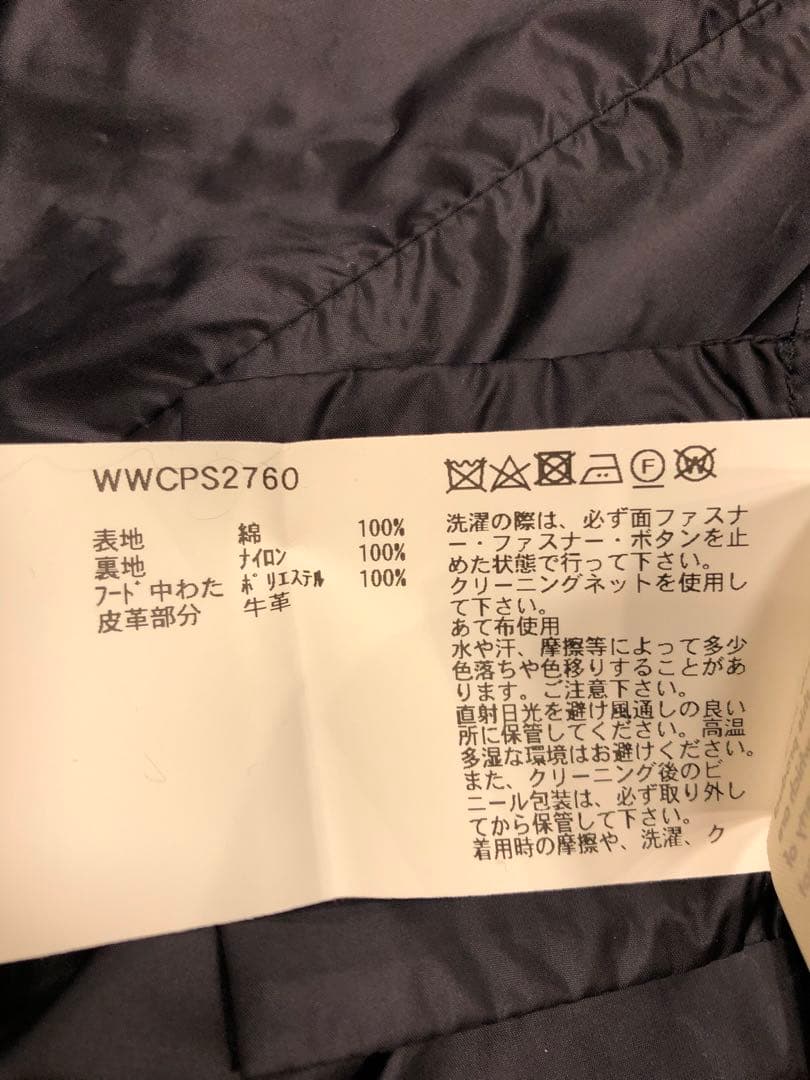 WWCPS2760
表地 綿 100%
裏地 ナイロン 100%
フード中わた ポリエステル 100%
皮革部分 牛革
F
W
洗濯の際は、必ず面ファスナ
ー・ファスナー・ボタンを止
めた状態で行って下さい。
クリーニングネットを使用し
て下さい。
あて布使用
水や汗、摩擦等によって多少
色落ちや色移りすることがあ
ります。ご注意下さい。
直射日光を避け風通しの良い
所に保管してください。高温
多湿な環境はお避けください。
また、クリーニング後のビ
ニール包装は、必ず取り外し
てから保管して下さい。
着用時の摩擦や、洗濯、ク